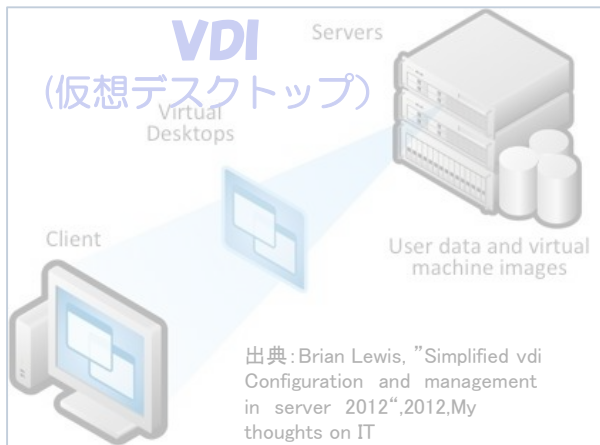 VDI
(仮想デスクトップ)
Servers
Virtual
Desktops
Client
User data and virtual
machine images
出典：Brian Lewis, ”Simplified vdi
Configuration and management
in server 2012“,2012,My
thoughts on IT